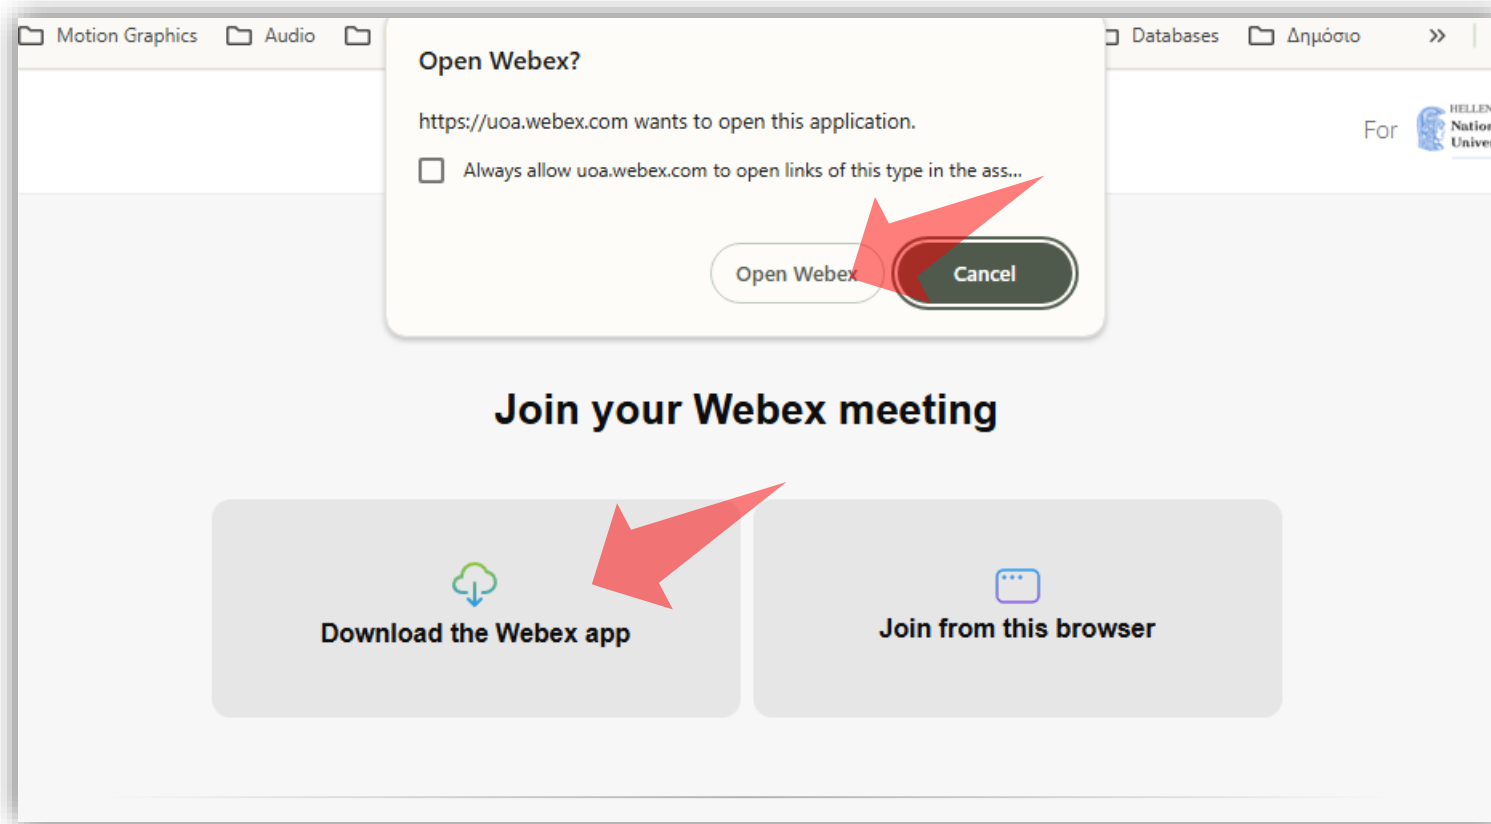 Motion Graphics Audio Databases Δημόσιο »
Open Webex?
https://uoa.webex.com wants to open this application.
Always allow uoa.webex.com to open links of this type in the ass...
Open Webex Cancel
For
Join your Webex meeting
Download the Webex app
Join from this browser